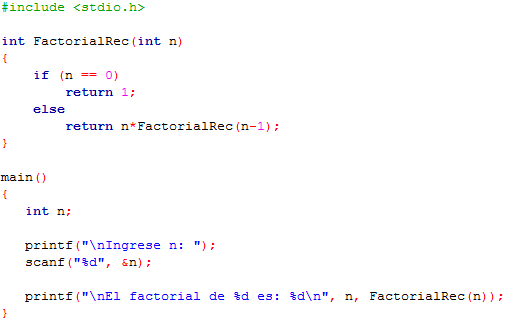 #include <stdio.h>
int FactorialRec(int n)
{
if (n == 0)
return 1;
else
return n*FactorialRec(n-1);
}
main()
{
int n;
printf("\nIngrese n: ");
scanf("%d", &n);
printf("\nEl factorial de %d es: %d\n", n, FactorialRec(n));
}